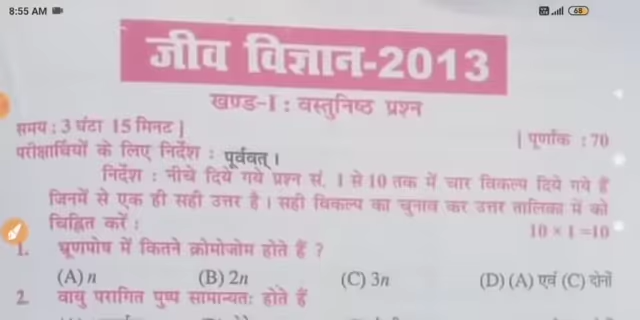 8:55 AM
68
जीव विज्ञान-2013
खण्ड-I : वस्तुनिष्ठ प्रश्न
समय : 3 घंटा 15 मिनट ]
[ पूर्णांक : 70
परीक्षार्थियों के लिए निर्देश : पूर्ववत् ।
निर्देश : नीचे दिये गये प्रश्न सं. 1 से 10 तक में चार विकल्प दिये गये हैं
जिनमें से एक ही सही उत्तर है । सही विकल्प का चुनाव कर उत्तर तालिका में को
चिह्नित करें :
10 × 1 =10
1. भ्रूणपोष में कितने क्रोमोजोम होते हैं ?
(A) n (B) 2n (C) 3n (D) (A) एवं (C) दोनों
2 वायु परागित पुष्प सामान्यतः होते हैं